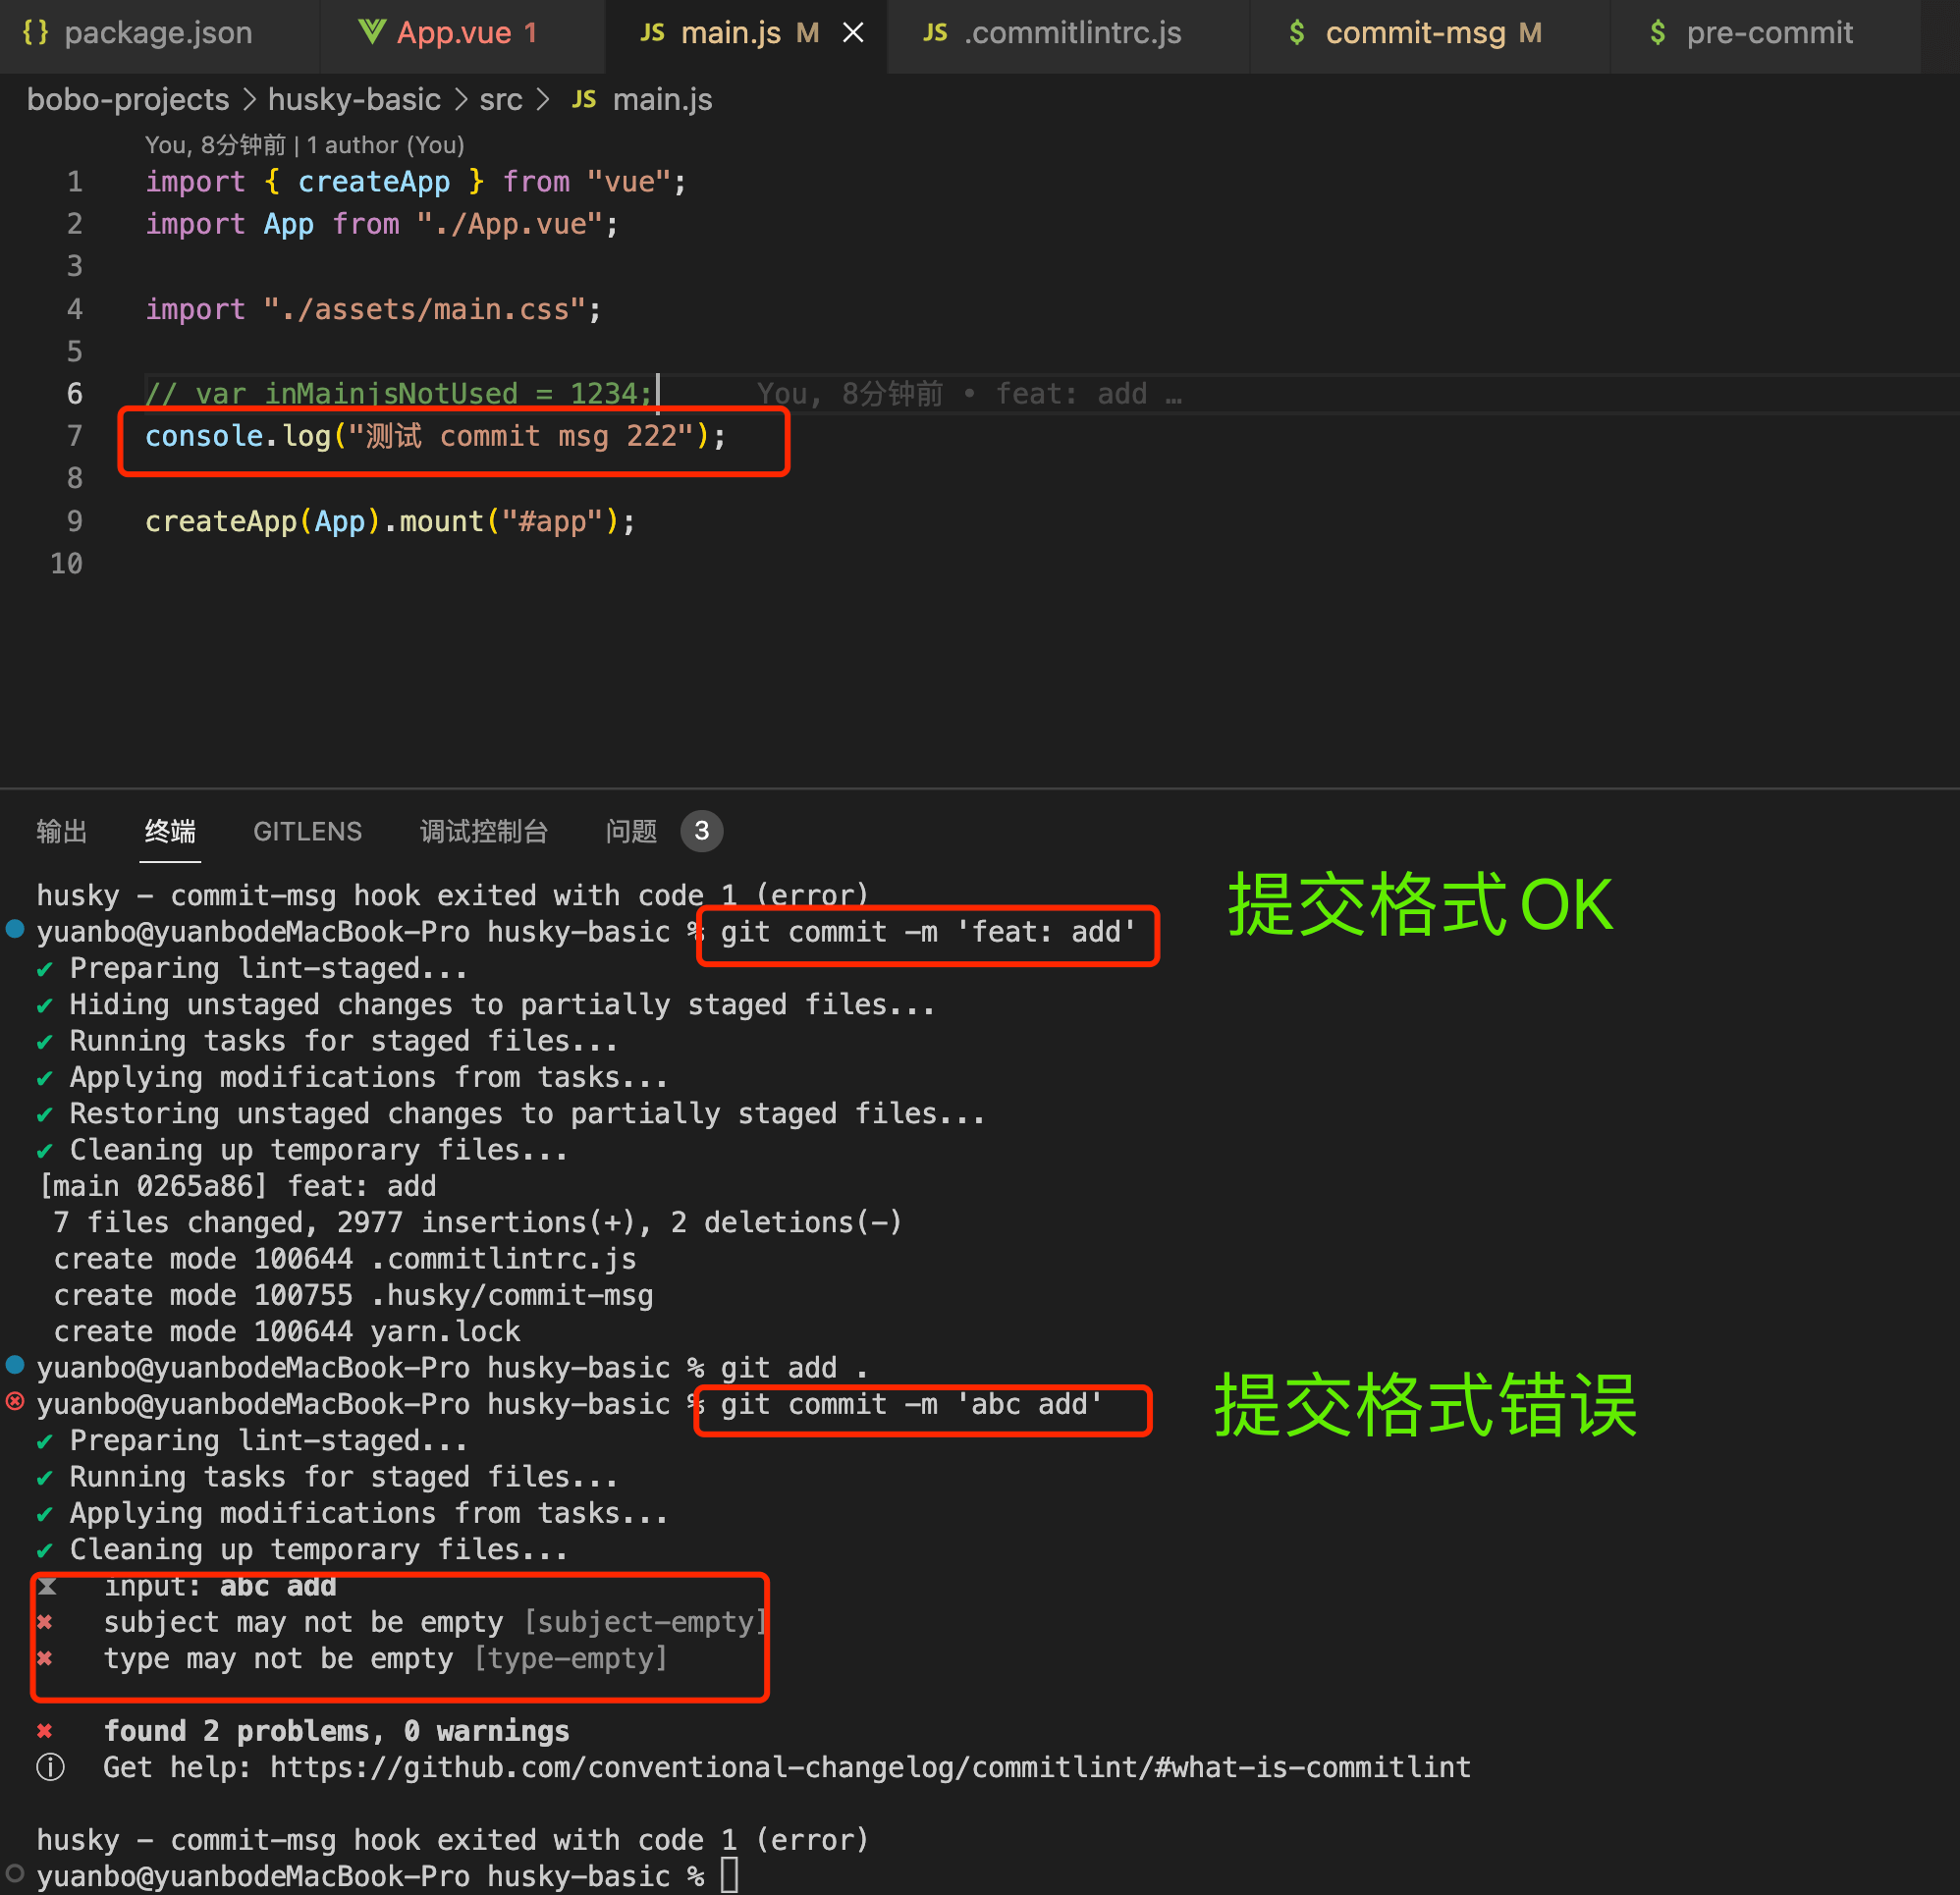 {} package.json App.vue 1 JS main.js M JS .commitlintrc.js $ commit-msg M $ pre-commit
bobo-projects > husky-basic > src > JS main.js
You, 8分钟前 | 1 author (You)
1 import { createApp } from "vue";
2 import App from "./App.vue";
3
4 import "./assets/main.css";
5
6 // var inMainjsNotUsed = 1234; You, 8分钟前 • feat: add …
7 console.log("测试 commit msg 222");
8
9 createApp(App).mount("#app");
10
输出 终端 GITLENS 调试控制台 问题 3
husky - commit-msg hook exited with code 1 (error)
提交格式OK
yuanbo@yuanbodeMacBook-Pro husky-basic % git commit -m 'feat: add'
✔ Preparing lint-staged...
✔ Hiding unstaged changes to partially staged files...
✔ Running tasks for staged files...
✔ Applying modifications from tasks...
✔ Restoring unstaged changes to partially staged files...
✔ Cleaning up temporary files...
[main 0265a86] feat: add
7 files changed, 2977 insertions(+), 2 deletions(-)
create mode 100644 .commitlintrc.js
create mode 100755 .husky/commit-msg
create mode 100644 yarn.lock
yuanbo@yuanbodeMacBook-Pro husky-basic % git add .
yuanbo@yuanbodeMacBook-Pro husky-basic % git commit -m 'abc add'
提交格式错误
✔ Preparing lint-staged...
✔ Running tasks for staged files...
✔ Applying modifications from tasks...
✔ Cleaning up temporary files...
⧗ input: abc add
✖ subject may not be empty [subject-empty]
✖ type may not be empty [type-empty]
✖ found 2 problems, 0 warnings
ⓘ Get help: https://github.com/conventional-changelog/commitlint/#what-is-commitlint
husky - commit-msg hook exited with code 1 (error)
yuanbo@yuanbodeMacBook-Pro husky-basic %